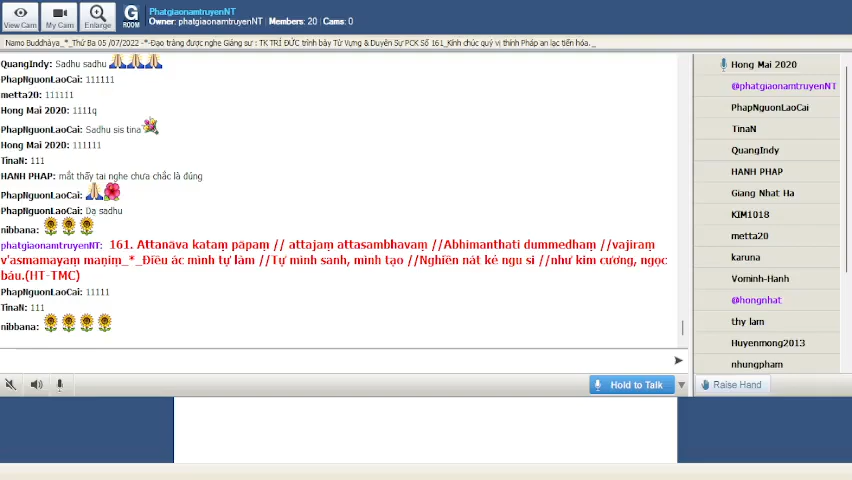 PhatgiaonamtruyenNT
Owner: phatgiaonamtruyenNT | Members: 20 | Cams: 0
View Cam
My Cam
Enlarge
G
ROOM
Namo Buddhàya_*_Thứ Ba 05 /07/2022 -*-Đạo tràng được nghe Giảng sư : TK TRÍ ĐỨC trình bày Từ Vựng & Duyên Sự PCK Số 161_Kính chúc quý vị thính Pháp an lạc tiến hóa. _
QuangIndy: Sadhu sadhu
PhapNguonLaoCai: 111111
metta20: 111111
Hong Mai 2020: 1111q
PhapNguonLaoCai: Sadhu sis tina
Hong Mai 2020: 111111
TinaN: 111
HANH PHAP: mắt thấy tai nghe chưa chắc là đúng
PhapNguonLaoCai:
PhapNguonLaoCai: Dạ sadhu
nibbana:
phatgiaonamtruyenNT: 161. Attanāva kataṃ pāpaṃ // attajaṃ attasambhavaṃ //Abhimanthati dummedhaṃ //vajiraṃ
v'asmamayaṃ maṇiṃ_*_Điều ác mình tự làm //Tự mình sanh, mình tạo //Nghiền nát kẻ ngu si //như kim cương, ngọc
báu.(HT-TMC)
PhapNguonLaoCai: 11111
TinaN: 111
nibbana:
Hold to Talk
Hong Mai 2020
@phatgiaonamtruyenNT
PhapNguonLaoCai
TinaN
QuangIndy
HANH PHAP
Giang Nhat Ha
KIM1018
metta20
karuna
Vominh-Hanh
@hongnhat
thy lam
Huyenmong2013
nhungpham
Raise Hand